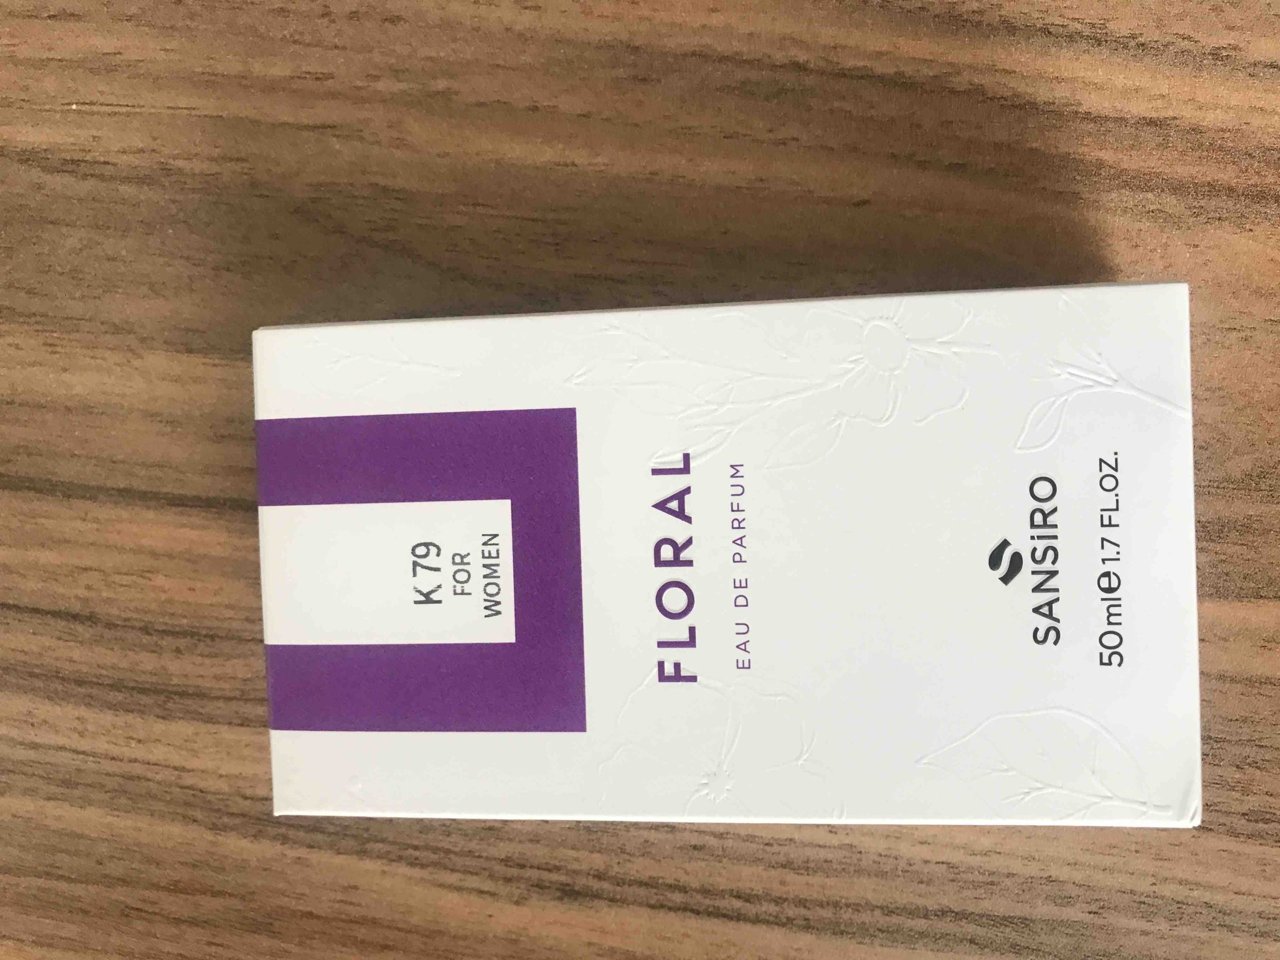 K 79
FOR
WOMEN
FLORAL
EAU DE PARFUM
SANSiRO
50ml℮1.7 FL.OZ.